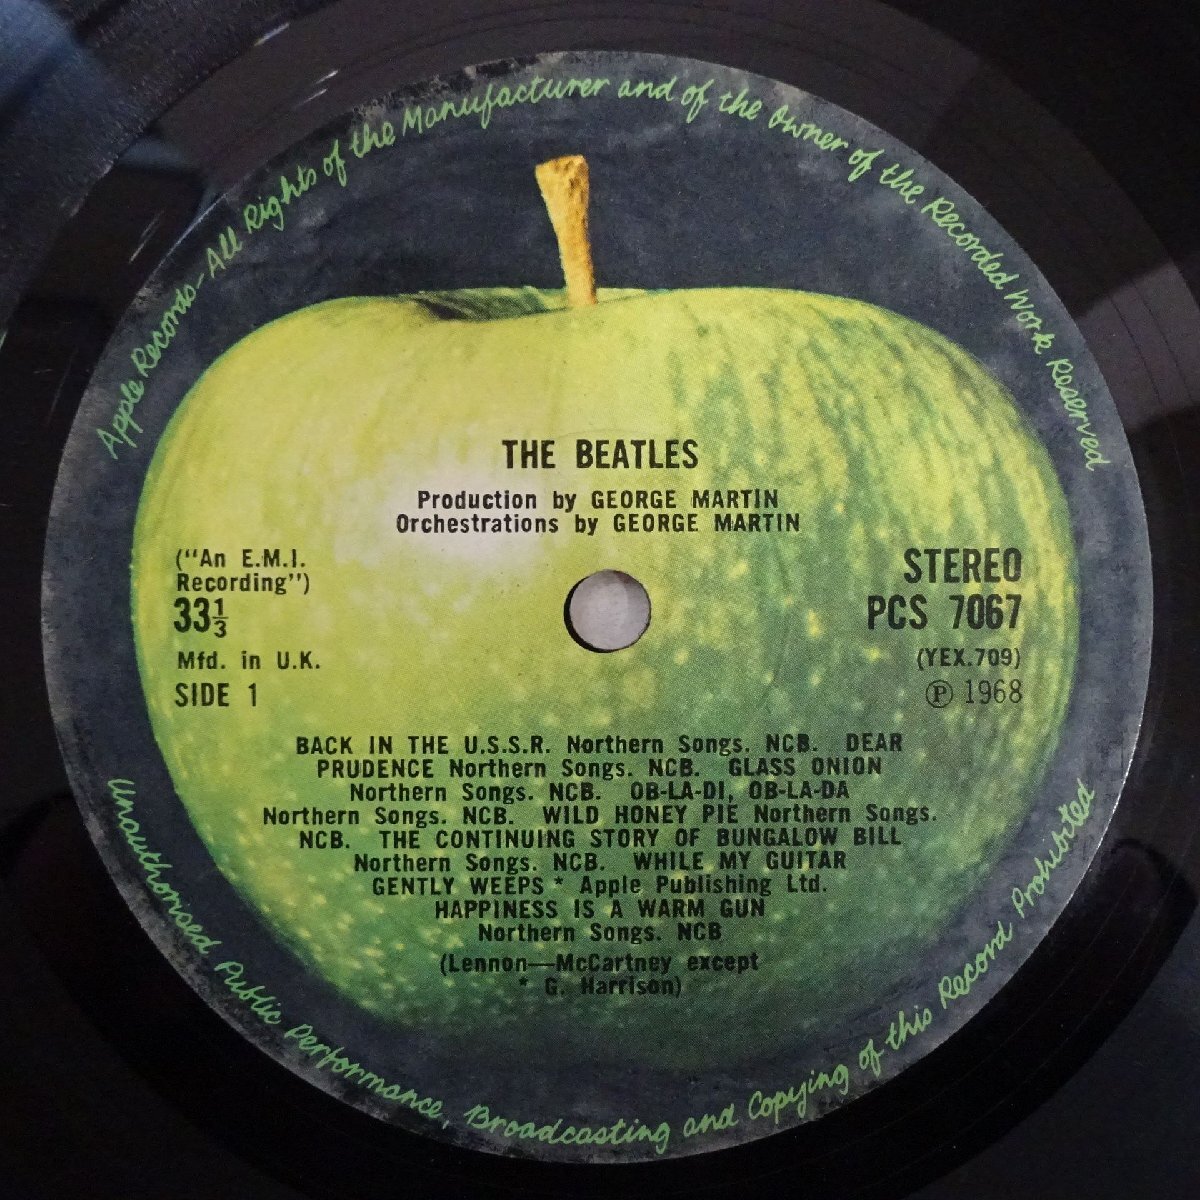 Apple Records-All Rights of the Manufacturer and of the Owner of the Recorded Work Reserved
THE BEATLES
Production by GEORGE MARTIN
Orchestrations by GEORGE MARTIN
("An E.M.I.
Recording")
33⅓
Mfd. in U.K.
SIDE 1
STEREO
PCS 7067
(YEX.709)
℗ 1968
BACK IN THE U.S.S.R. Northern Songs. NCB. DEAR
PRUDENCE Northern Songs. NCB. GLASS ONION
Northern Songs. NCB. OB-LA-DI, OB-LA-DA
Northern Songs. NCB. WILD HONEY PIE Northern Songs.
NCB. THE CONTINUING STORY OF BUNGALOW BILL
Northern Songs. NCB. WHILE MY GUITAR
GENTLY WEEPS * Apple Publishing Ltd.
HAPPINESS IS A WARM GUN
Northern Songs. NCB
(Lennon—McCartney except
* G. Harrison)
Unauthorised Public Performance, Broadcasting and Copying of this Record Prohibited